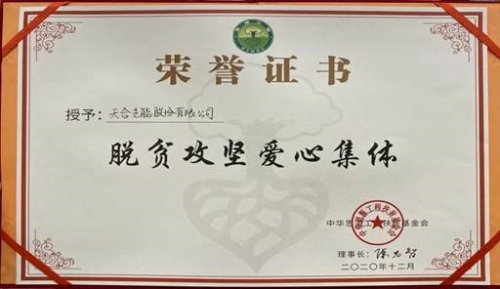 荣誉证书
授予：天合光能股份有限公司
脱贫攻坚爱心集体
中华思源工程扶贫基金会
理事长：
二〇二〇年十二月